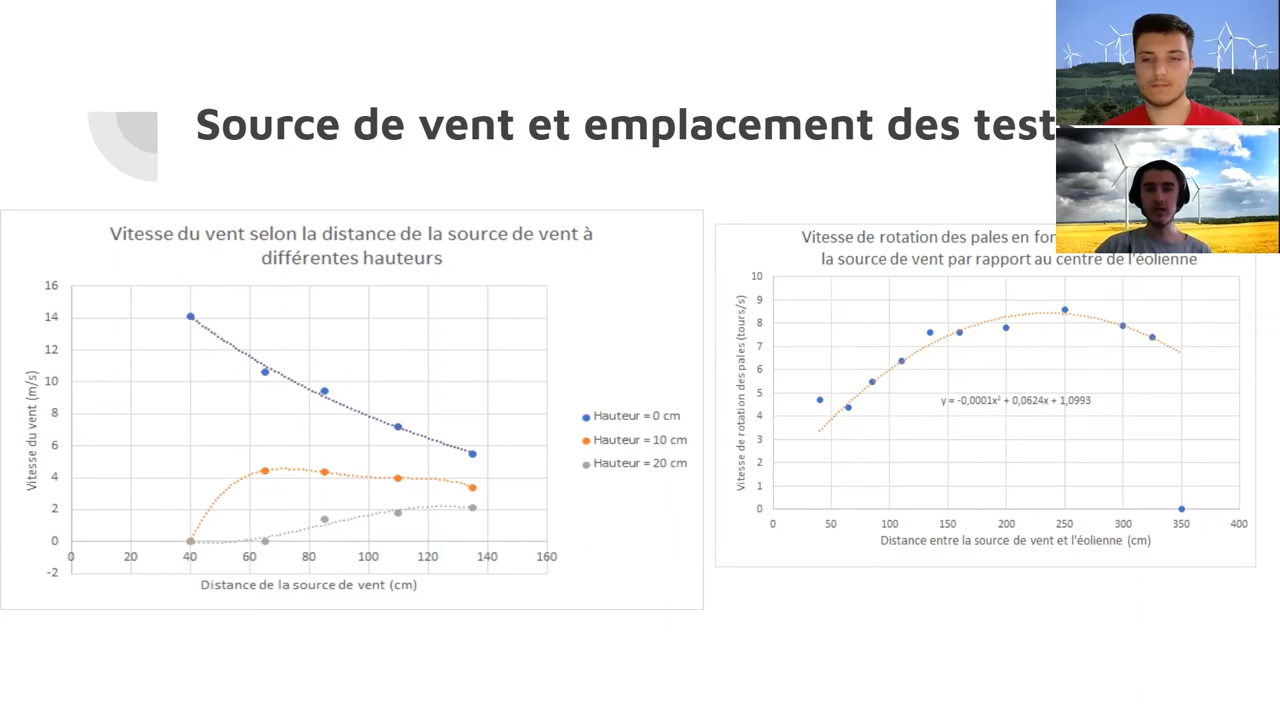 Source de vent et emplacement des test
Vitesse du vent selon la distance de la source de vent à
différentes hauteurs
Vitesse du vent (m/s)
16
14
12
10
8
6
4
2
0
-2
0 20 40 60 80 100 120 140 160
Distance de la source de vent (cm)
Hauteur = 0 cm
Hauteur = 10 cm
Hauteur = 20 cm
Vitesse de rotation des pales en
la source de vent par rapport au centre de l'éolienne
Vitesse de rotation des pales (tours/s)
10
9
8
7
6
5
4
3
2
1
0
y = -0,0001x² + 0,0624x + 1,0993
0 50 100 150 200 250 300 350 400
Distance entre la source de vent et l'éolienne (cm)